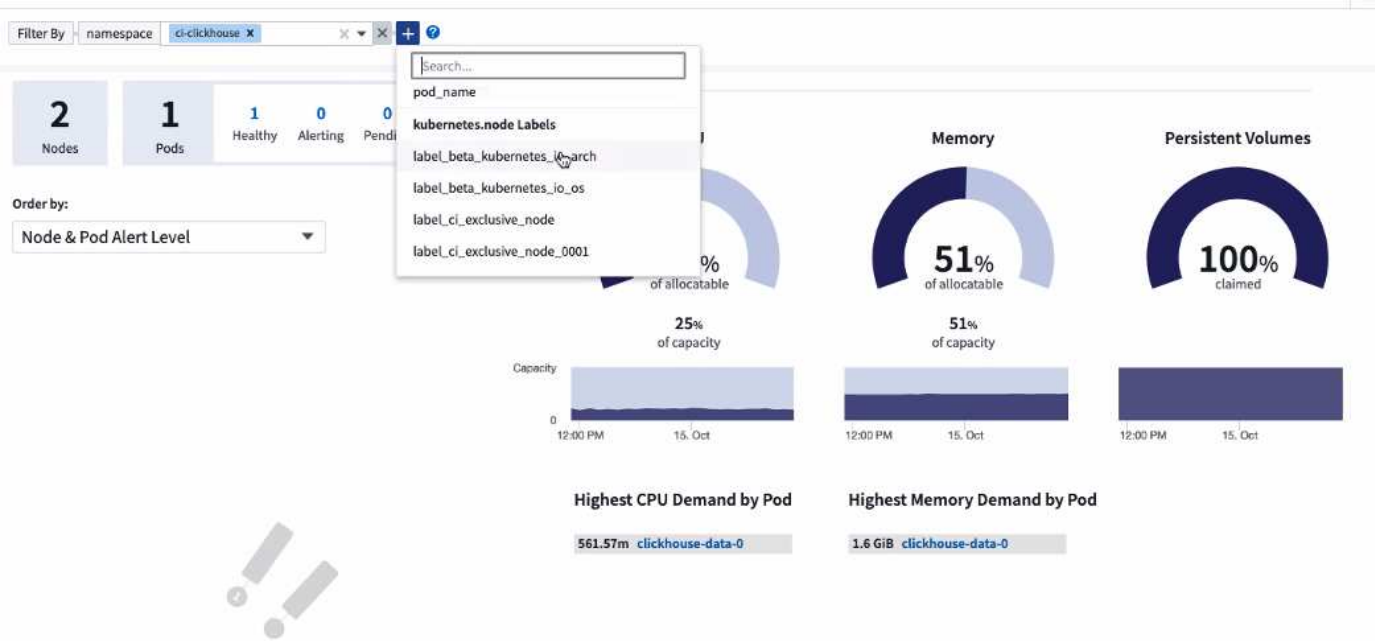 Filter By namespace ci-clickhouse x
Search...
pod_name
kubernetes.node Labels
label_beta_kubernetes_io_arch
label_beta_kubernetes_io_os
label_ci_exclusive_node
label_ci_exclusive_node_0001
2
Nodes
1
Pods
1
Healthy
0
Alerting
0
Order by:
Node & Pod Alert Level
%
of allocatable
25%
of capacity
Memory
51%
of allocatable
51%
of capacity
Persistent Volumes
100%
claimed
Capacity
0
12:00 PM 15. Oct
12:00 PM 15. Oct
12:00 PM 15. Oct
Highest CPU Demand by Pod
561.57m clickhouse-data-0
Highest Memory Demand by Pod
1.6 GiB clickhouse-data-0